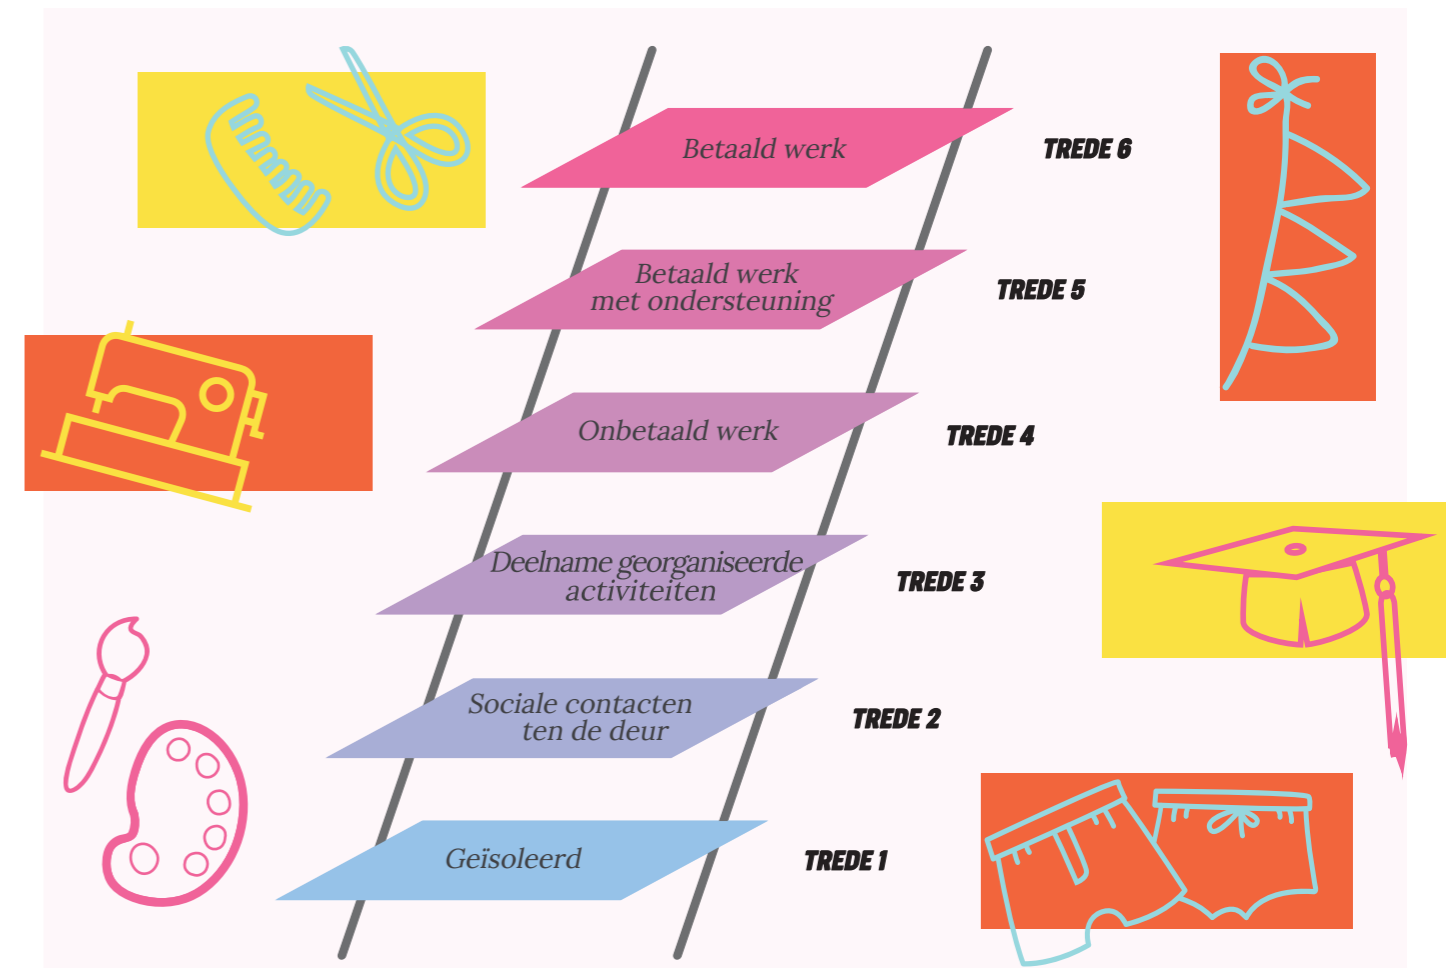 Betaald werk
TREDE 6
Betaald werk
met ondersteuning
TREDE 5
Onbetaald werk
TREDE 4
Deelname georganiseerde
activiteiten
TREDE 3
Sociale contacten
ten de deur
TREDE 2
Geïsoleerd
TREDE 1